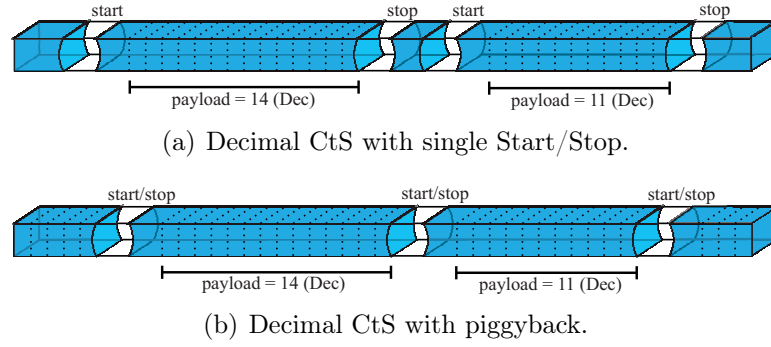 start stop start stop
payload = 14 (Dec) payload = 11 (Dec)
(a) Decimal CtS with single Start/Stop.
start/stop start/stop start/stop
payload = 14 (Dec) payload = 11 (Dec)
(b) Decimal CtS with piggyback.